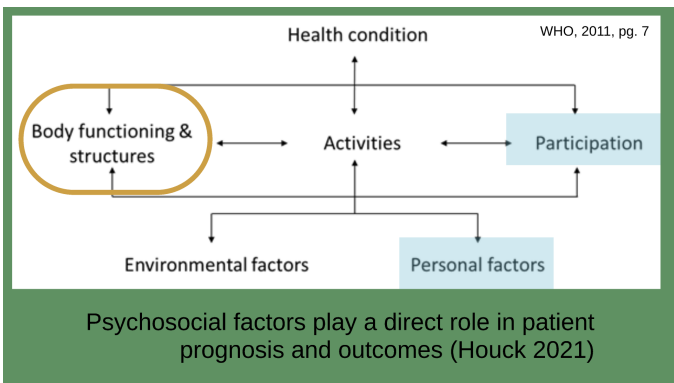 Health condition
WHO, 2011, pg. 7
Body functioning &
structures
Activities
Participation
Environmental factors
Personal factors
Psychosocial factors play a direct role in patient
prognosis and outcomes (Houck 2021)